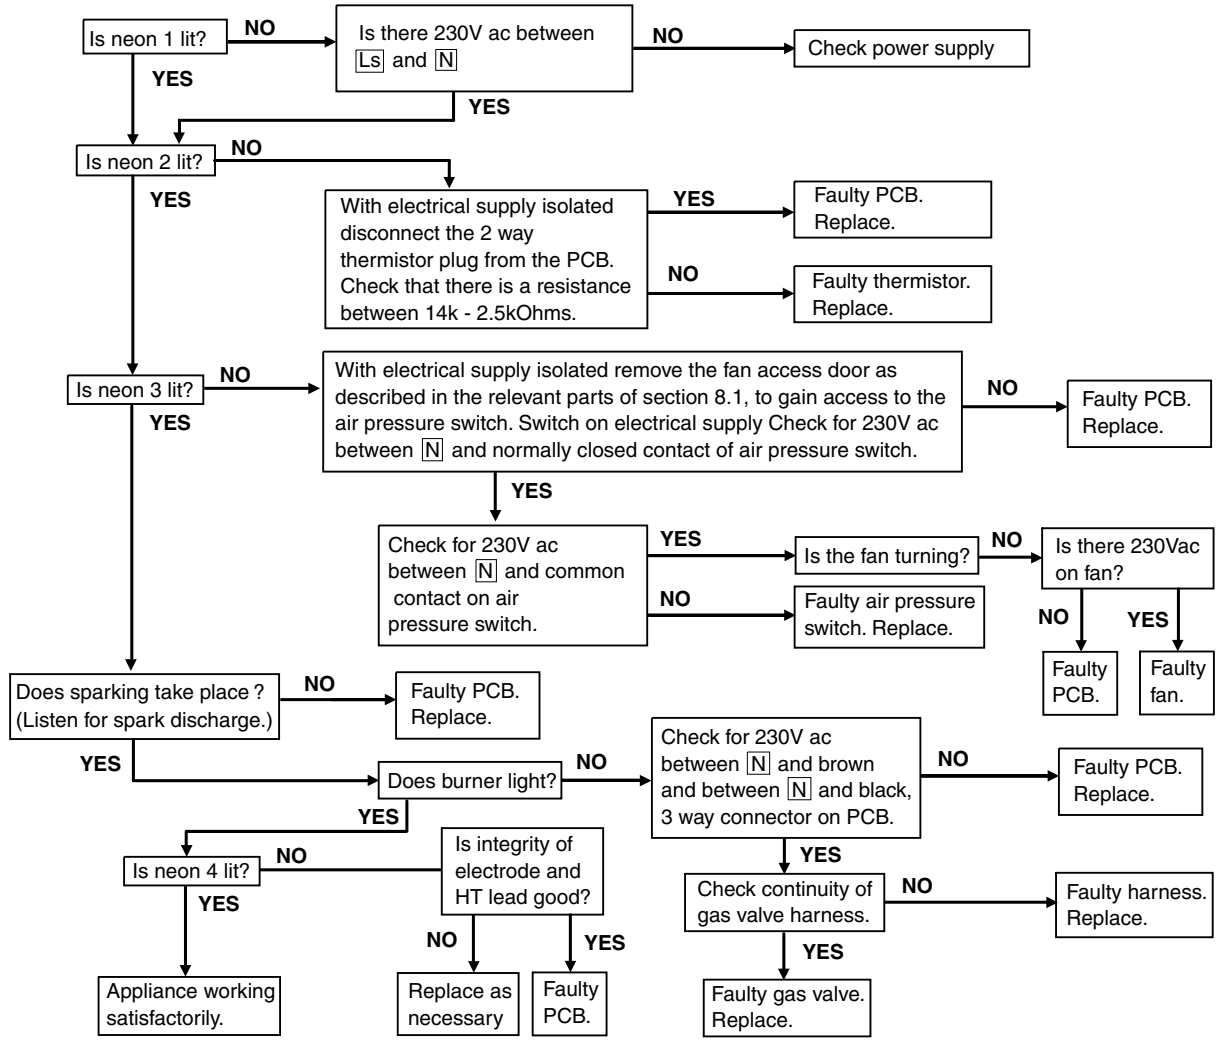 Is neon 1 lit?
NO
Is there 230V ac between
Ls and N
NO
Check power supply
YES
YES
Is neon 2 lit?
NO
YES
With electrical supply isolated
disconnect the 2 way
thermistor plug from the PCB.
Check that there is a resistance
between 14k - 2.5kOhms.
YES
Faulty PCB.
Replace.
NO
Faulty thermistor.
Replace.
Is neon 3 lit?
NO
YES
With electrical supply isolated remove the fan access door as
described in the relevant parts of section 8.1, to gain access to the
air pressure switch. Switch on electrical supply Check for 230V ac
between N and normally closed contact of air pressure switch.
NO
Faulty PCB.
Replace.
YES
Check for 230V ac
between N and common
contact on air
pressure switch.
YES
Is the fan turning?
NO
Is there 230Vac
on fan?
NO
Faulty air pressure
switch. Replace.
NO
YES
Faulty
PCB.
Faulty
fan.
Does sparking take place ?
(Listen for spark discharge.)
NO
Faulty PCB.
Replace.
YES
Does burner light?
NO
Check for 230V ac
between N and brown
and between N and black,
3 way connector on PCB.
NO
Faulty PCB.
Replace.
YES
YES
Is neon 4 lit?
NO
Is integrity of
electrode and
HT lead good?
Check continuity of
gas valve harness.
NO
Faulty harness.
Replace.
YES
NO
YES
YES
Appliance working
satisfactorily.
Replace as
necessary
Faulty
PCB.
Faulty gas valve.
Replace.